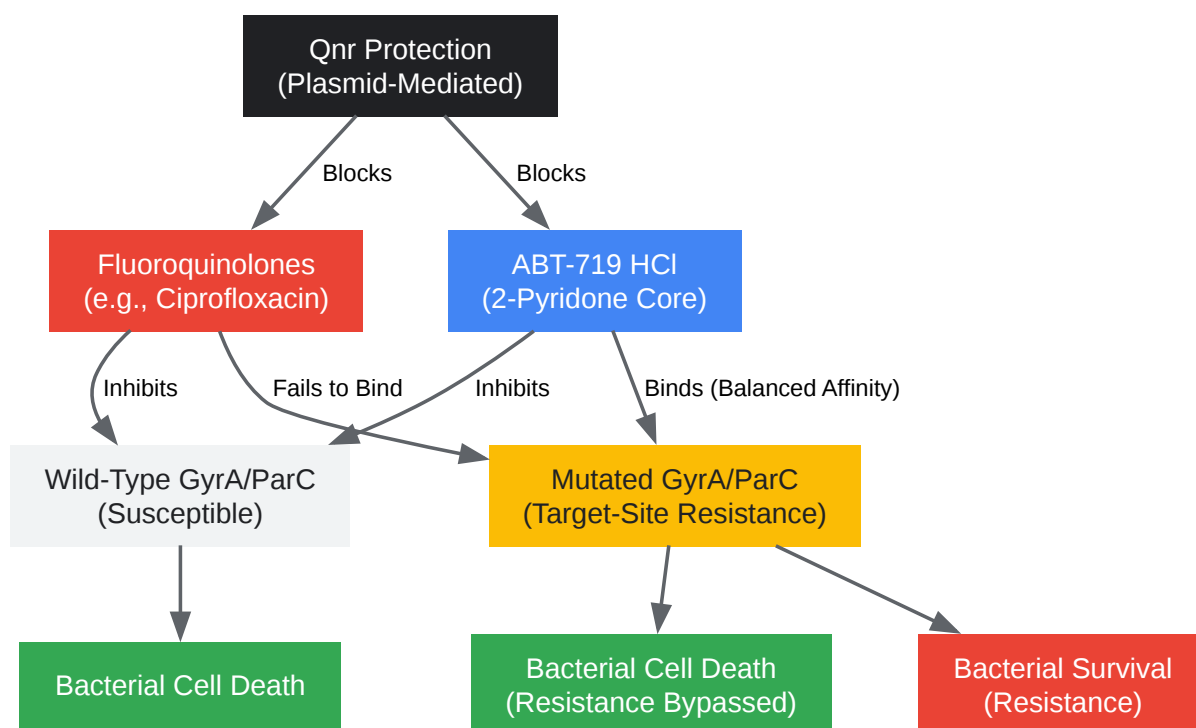 Qnr Protection
(Plasmid-Mediated)
Blocks
Blocks
Fluoroquinolones
(e.g., Ciprofloxacin)
ABT-719 HCl
(2-Pyridone Core)
Inhibits
Fails to Bind
Inhibits
Binds (Balanced Affinity)
Wild-Type GyrA/ParC
(Susceptible)
Mutated GyrA/ParC
(Target-Site Resistance)
Bacterial Cell Death
Bacterial Cell Death
(Resistance Bypassed)
Bacterial Survival
(Resistance)